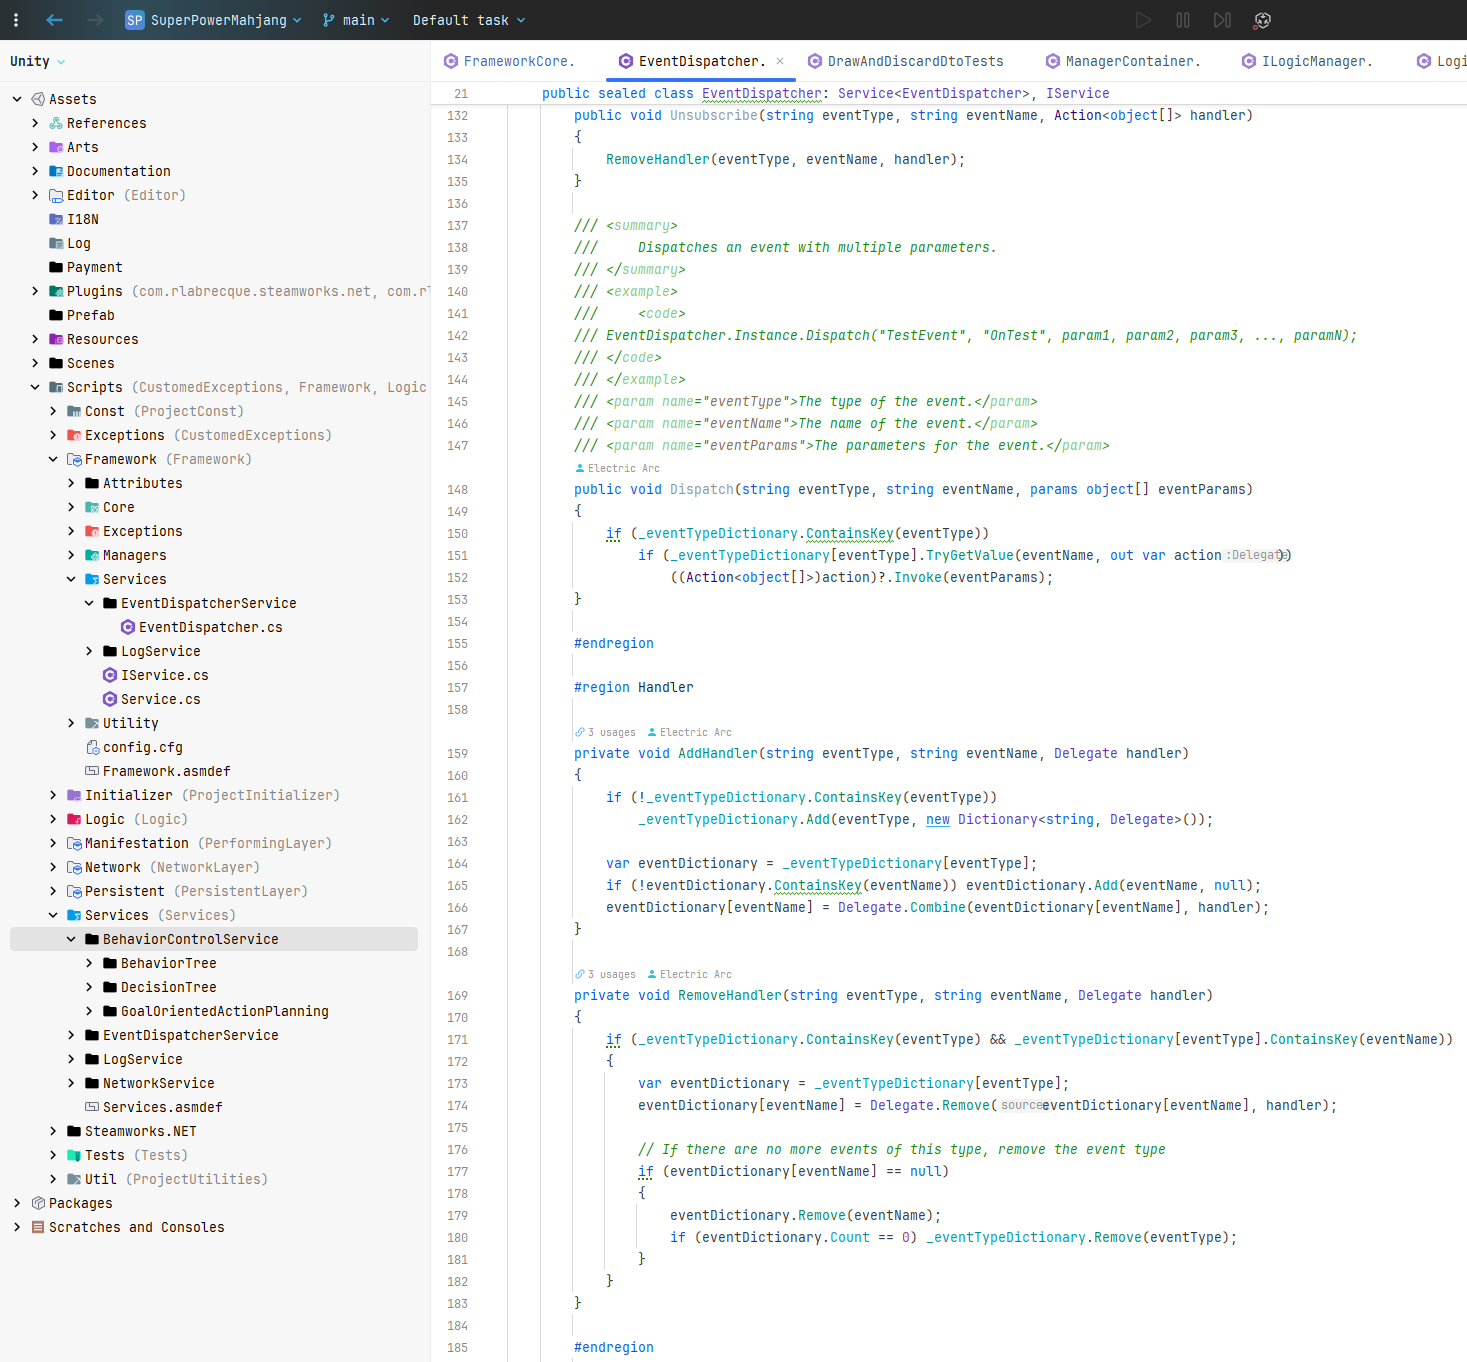 SP SuperPowerMahjang main Default task
Unity
Assets
References
Arts
Documentation
Editor (Editor)
I18N
Log
Payment
Plugins (com.rlabrecque.steamworks.net, com.rl
Prefab
Resources
Scenes
Scripts (CustomedExceptions, Framework, Logic
Const (ProjectConst)
Exceptions (CustomedExceptions)
Framework (Framework)
Attributes
Core
Exceptions
Managers
Services
EventDispatcherService
EventDispatcher.cs
LogService
IService.cs
Service.cs
Utility
config.cfg
Framework.asmdef
Initializer (ProjectInitializer)
Logic (Logic)
Manifestation (PerformingLayer)
Network (NetworkLayer)
Persistent (PersistentLayer)
Services (Services)
BehaviorControlService
BehaviorTree
DecisionTree
GoalOrientedActionPlanning
EventDispatcherService
LogService
NetworkService
Services.asmdef
Steamworks.NET
Tests (Tests)
Util (ProjectUtilities)
Packages
Scratches and Consoles
FrameworkCore. EventDispatcher. × DrawAndDiscardDtoTests ManagerContainer. ILogicManager. Logi
21 public sealed class EventDispatcher: Service<EventDispatcher>, IService
132 public void Unsubscribe(string eventType, string eventName, Action<object[]> handler)
133 {
134 RemoveHandler(eventType, eventName, handler);
135 }
136
137 /// <summary>
138 /// Dispatches an event with multiple parameters.
139 /// </summary>
140 /// <example>
141 /// <code>
142 /// EventDispatcher.Instance.Dispatch("TestEvent", "OnTest", param1, param2, param3, ..., paramN);
143 /// </code>
144 /// </example>
145 /// <param name="eventType">The type of the event.</param>
146 /// <param name="eventName">The name of the event.</param>
147 /// <param name="eventParams">The parameters for the event.</param>
Electric Arc
148 public void Dispatch(string eventType, string eventName, params object[] eventParams)
149 {
150 if (_eventTypeDictionary.ContainsKey(eventType))
151 if (_eventTypeDictionary[eventType].TryGetValue(eventName, out var action :Delegate))
152 ((Action<object[]>)action)?.Invoke(eventParams);
153 }
154
155 #endregion
156
157 #region Handler
158
3 usages Electric Arc
159 private void AddHandler(string eventType, string eventName, Delegate handler)
160 {
161 if (!_eventTypeDictionary.ContainsKey(eventType))
162 _eventTypeDictionary.Add(eventType, new Dictionary<string, Delegate>());
163
164 var eventDictionary = _eventTypeDictionary[eventType];
165 if (!eventDictionary.ContainsKey(eventName)) eventDictionary.Add(eventName, null);
166 eventDictionary[eventName] = Delegate.Combine(eventDictionary[eventName], handler);
167 }
168
3 usages Electric Arc
169 private void RemoveHandler(string eventType, string eventName, Delegate handler)
170 {
171 if (_eventTypeDictionary.ContainsKey(eventType) && _eventTypeDictionary[eventType].ContainsKey(eventName))
172 {
173 var eventDictionary = _eventTypeDictionary[eventType];
174 eventDictionary[eventName] = Delegate.Remove( source eventDictionary[eventName], handler);
175
176 // If there are no more events of this type, remove the event type
177 if (eventDictionary[eventName] == null)
178 {
179 eventDictionary.Remove(eventName);
180 if (eventDictionary.Count == 0) _eventTypeDictionary.Remove(eventType);
181 }
182 }
183 }
184
185 #endregion